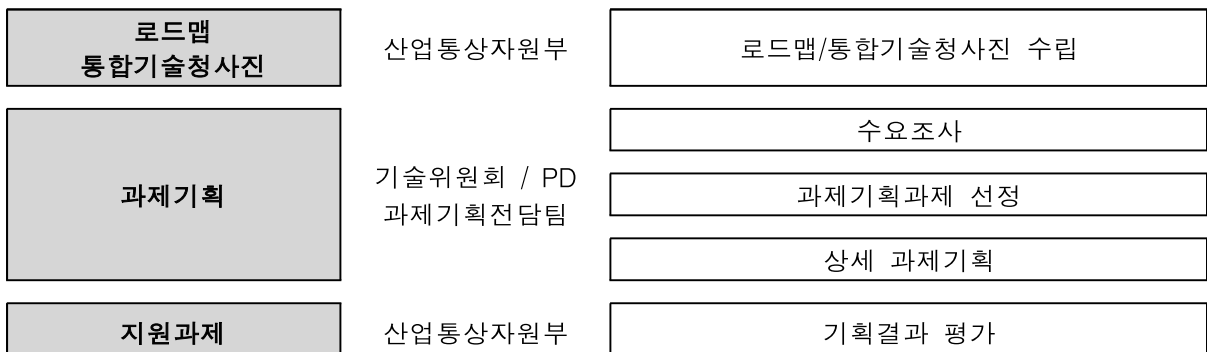 로드맵
통합기술청사진
산업통상자원부
로드맵/통합기술청사진 수립
과제기획
기술위원회 / PD
과제기획전담팀
수요조사
과제기획과제 선정
상세 과제기획
지원과제
산업통상자원부
기획결과 평가